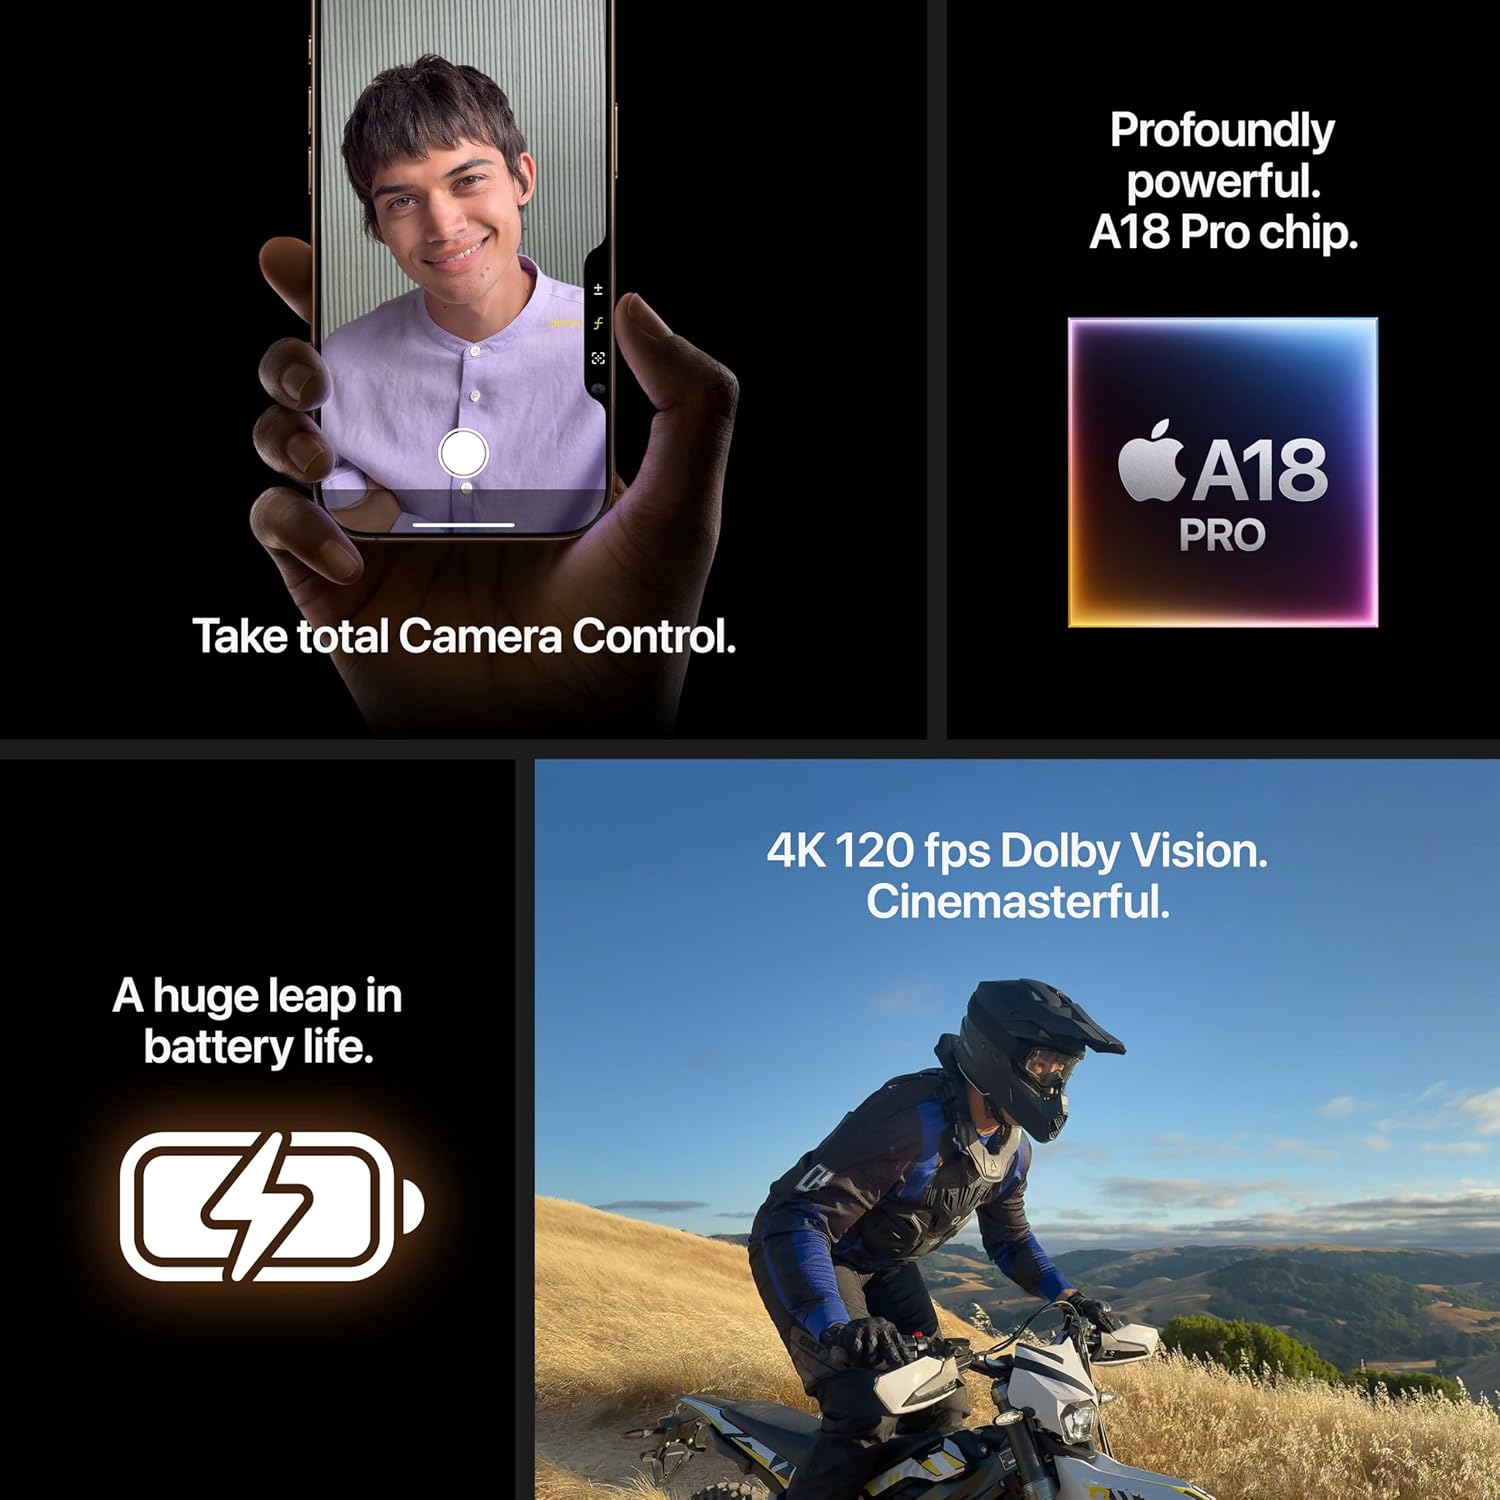 Take total Camera Control.
Profoundly
powerful.
A18 Pro chip.
A18
PRO
A huge leap in
battery life.
4K 120 fps Dolby Vision.
Cinemasterful.